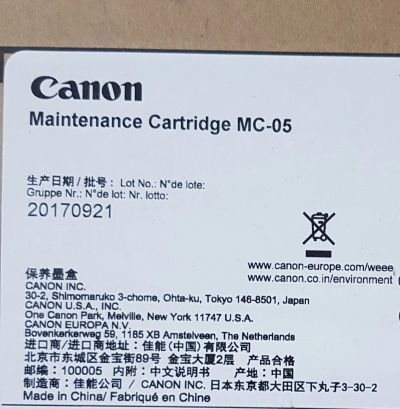 Canon
Maintenance Cartridge MC-05
生产日期 / 批号： Lot No.: N°de lote:
Gruppe Nr.: N°de lot: Nr. lotto:
20170921
www.canon-europe.com/weee
www.canon.co.in/environment
保养墨盒
CANON INC.
30-2, Shimomaruko 3-chome, Ohta-ku, Tokyo 146-8501, Japan
CANON U.S.A., INC.
One Canon Park, Melville, New York 11747 U.S.A.
CANON EUROPA N.V.
Bovenkerkerweg 59, 1185 XB Amstelveen, The Netherlands
进口商/进口商地址：佳能(中国)有限公司
北京市东城区金宝街89号 金宝大厦2层 产品合格
邮编：100005 内附：中文说明书 产地：中国
制造商：佳能公司 / CANON INC. 日本东京都大田区下丸子3-30-2
Made in China/ Fabriqué en Chine